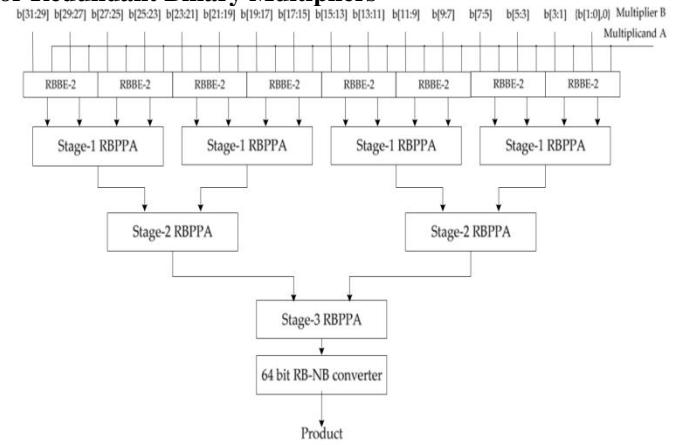 or Redundant Binary Multipliers
b[31:29] b[29:27] b[27:25] b[25:23] b[23:21] b[21:19] b[19:17] b[17:15] b[15:13] b[13:11] b[11:9] b[9:7] b[7:5] b[5:3] b[3:1] {b[1:0],0} Multiplier B
Multiplicand A
RBBE-2 RBBE-2 RBBE-2 RBBE-2 RBBE-2 RBBE-2 RBBE-2 RBBE-2
Stage-1 RBPPA Stage-1 RBPPA Stage-1 RBPPA Stage-1 RBPPA
Stage-2 RBPPA Stage-2 RBPPA
Stage-3 RBPPA
64 bit RB-NB converter
Product